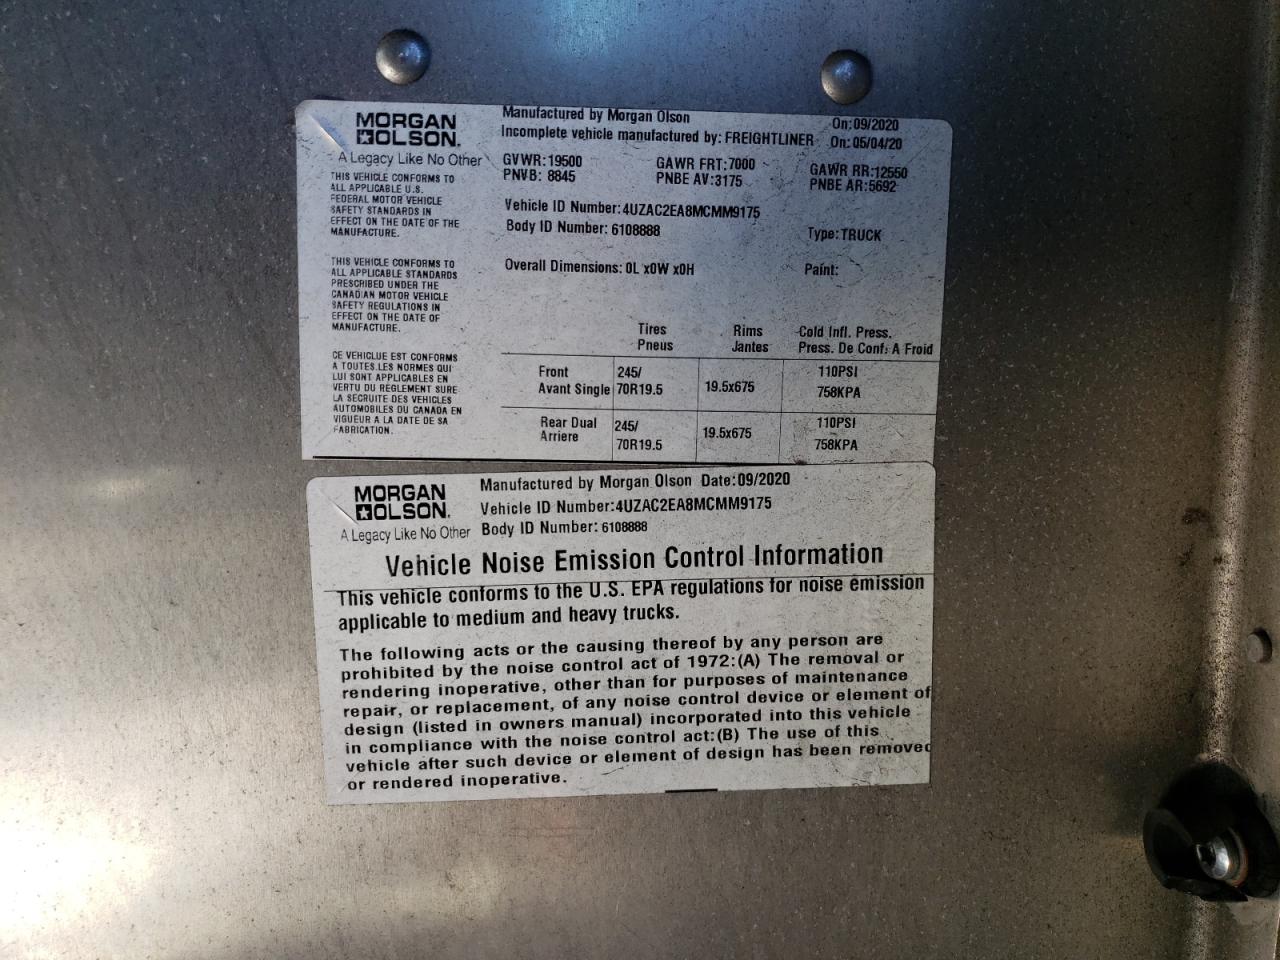 MORGAN
OLSON.
A Legacy Like No Other
Manufactured by Morgan Olson On:09/2020
Incomplete vehicle manufactured by: FREIGHTLINER On:05/04/20
GVWR:19500 GAWR FRT:7000 GAWR RR:12550
PNVB: 8845 PNBE AV:3175 PNBE AR:5692
Vehicle ID Number:4UZAC2EA8MCMM9175
Body ID Number: 6108888 Type:TRUCK
Overall Dimensions: 0L x0W x0H Paint:
THIS VEHICLE CONFORMS TO
ALL APPLICABLE U.S.
FEDERAL MOTOR VEHICLE
SAFETY STANDARDS IN
EFFECT ON THE DATE OF THE
MANUFACTURE.
THIS VEHICLE CONFORMS TO
ALL APPLICABLE STANDARDS
PRESCRIBED UNDER THE
CANADIAN MOTOR VEHICLE
SAFETY REGULATIONS IN
EFFECT ON THE DATE OF
MANUFACTURE.
CE VEHICLUE EST CONFORMS
A TOUTES.LES NORMES QUI
LUI SONT APPLICABLES EN
VERTU DU REGLEMENT SURE
LA SECRUITE DES VEHICLES
AUTOMOBILES DU CANADA EN
VIGUEUR A LA DATE DE SA
FABRICATION.
Tires Rims Cold Infl. Press.
Pneus Jantes Press. De Conf: A Froid
Front 245/ 110PSI
Avant Single 70R19.5 19.5x675 758KPA
Rear Dual 245/ 110PSI
Arriere 70R19.5 19.5x675 758KPA
MORGAN
OLSON.
A Legacy Like No Other
Manufactured by Morgan Olson Date:09/2020
Vehicle ID Number:4UZAC2EA8MCMM9175
Body ID Number: 6108888
Vehicle Noise Emission Control Information
This vehicle conforms to the U.S. EPA regulations for noise emission
applicable to medium and heavy trucks.
The following acts or the causing thereof by any person are
prohibited by the noise control act of 1972:(A) The removal or
rendering inoperative, other than for purposes of maintenance
repair, or replacement, of any noise control device or element of
design (listed in owners manual) incorporated into this vehicle
in compliance with the noise control act:(B) The use of this
vehicle after such device or element of design has been removed
or rendered inoperative.